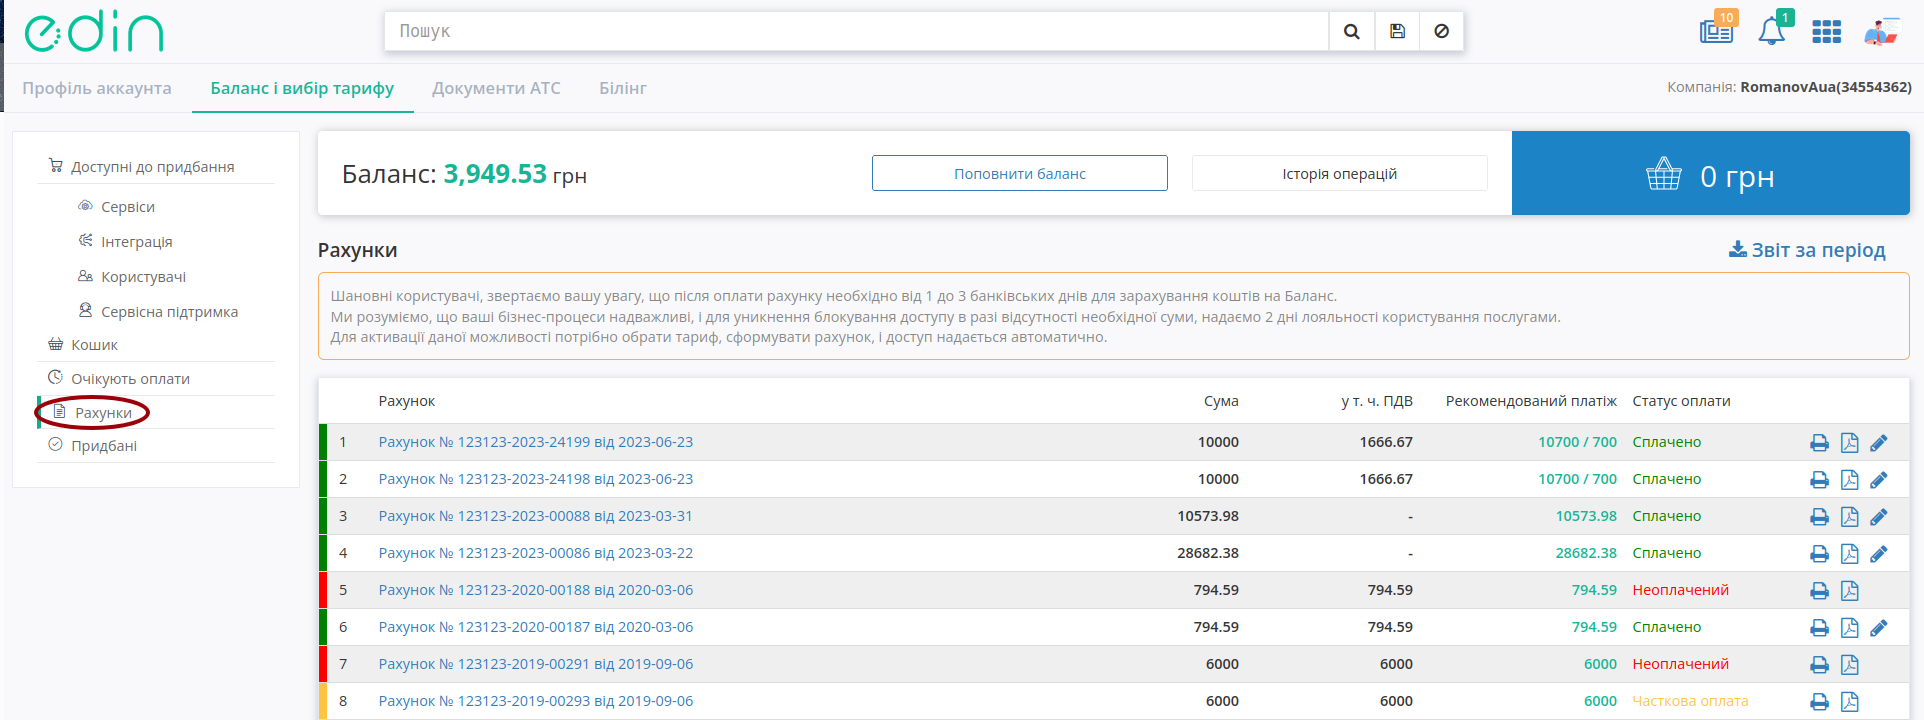 edin
Пошук
10
1
Профіль аккаунта Баланс і вибір тарифу Документи АТС Білінг
Компанія: RomanovAua(34554362)
Доступні до придбання
Сервіси
Інтеграція
Користувачі
Сервісна підтримка
Кошик
Очікують оплати
Рахунки
Придбані
Баланс: 3,949.53 грн
Поповнити баланс
Історія операцій
0 грн
Рахунки
Звіт за період
Шановні користувачі, звертаємо вашу увагу, що після оплати рахунку необхідно від 1 до 3 банківських днів для зарахування коштів на Баланс.
Ми розуміємо, що ваші бізнес-процеси надважливі, і для уникнення блокування доступу в разі відсутності необхідної суми, надаємо 2 дні лояльності користування послугами.
Для активації даної можливості потрібно обрати тариф, сформувати рахунок, і доступ надається автоматично.
Рахунок Сума у т. ч. ПДВ Рекомендований платіж Статус оплати
1 Рахунок № 123123-2023-24199 від 2023-06-23 10000 1666.67 10700 / 700 Сплачено
2 Рахунок № 123123-2023-24198 від 2023-06-23 10000 1666.67 10700 / 700 Сплачено
3 Рахунок № 123123-2023-00088 від 2023-03-31 10573.98 - 10573.98 Сплачено
4 Рахунок № 123123-2023-00086 від 2023-03-22 28682.38 - 28682.38 Сплачено
5 Рахунок № 123123-2020-00188 від 2020-03-06 794.59 794.59 794.59 Неоплачений
6 Рахунок № 123123-2020-00187 від 2020-03-06 794.59 794.59 794.59 Сплачено
7 Рахунок № 123123-2019-00291 від 2019-09-06 6000 6000 6000 Неоплачений
8 Рахунок № 123123-2019-00293 від 2019-09-06 6000 6000 6000 Часткова оплата